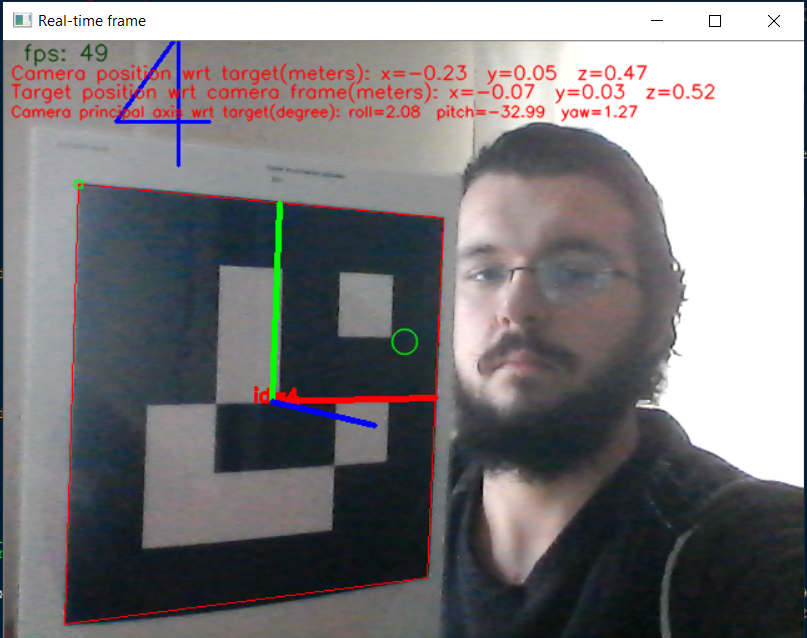 Real-time frame
fps: 49
Camera position wrt target(meters): x=-0.23 y=0.05 z=0.47
Target position wrt camera frame(meters): x=-0.07 y=0.03 z=0.52
Camera principal axis wrt target(degree): roll=2.08 pitch=-32.99 yaw=1.27
id=4